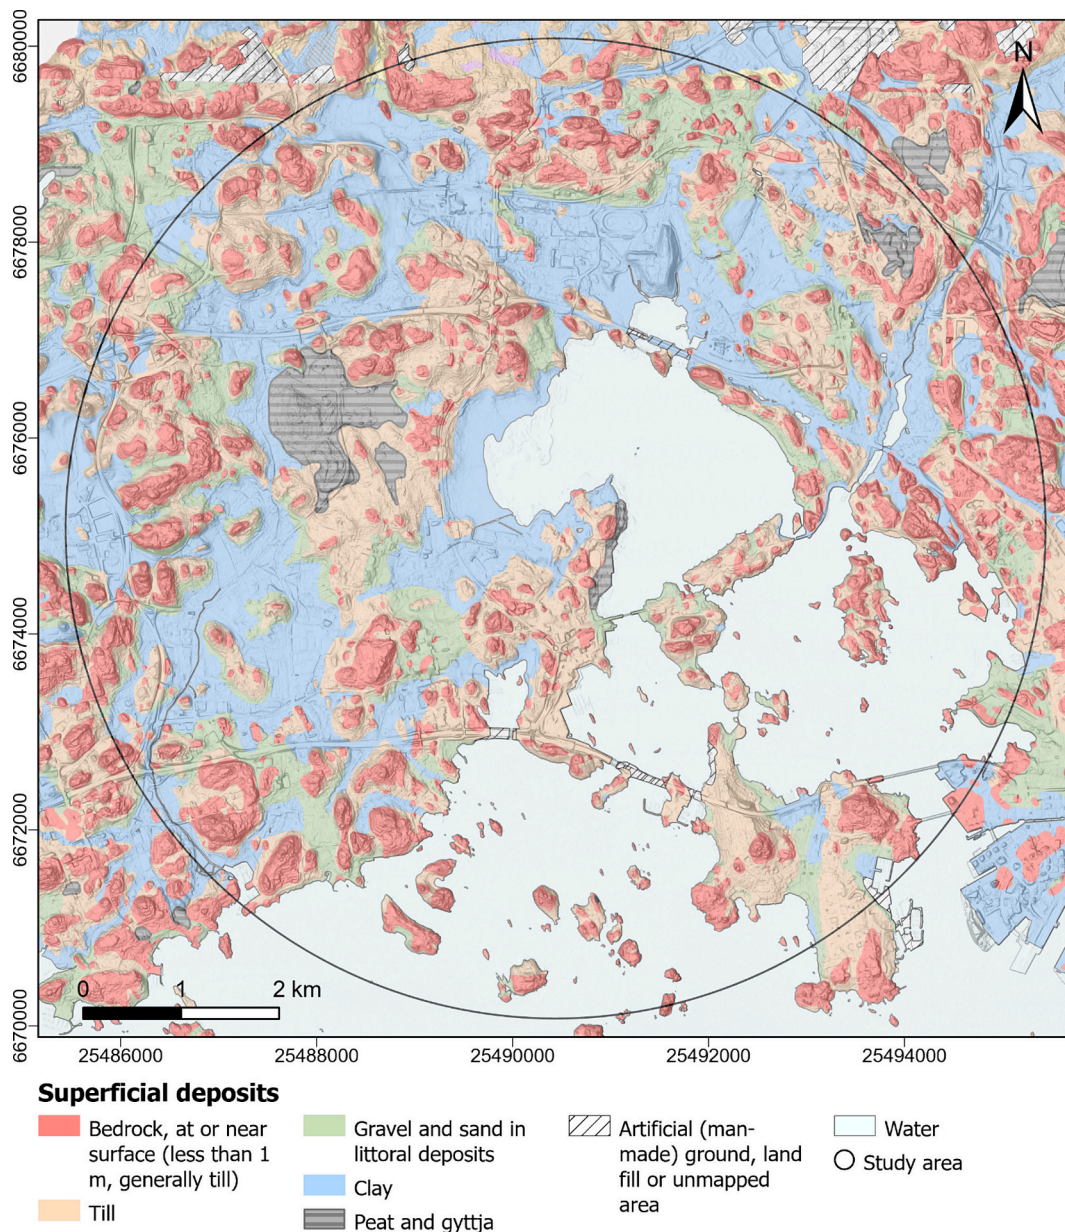 6680000
6678000
6676000
6674000
6672000
6670000
N
0 1 2 km
25486000 25488000 25490000 25492000 25494000
Superficial deposits
Bedrock, at or near
surface (less than 1
m, generally till)
Till
Gravel and sand in
littoral deposits
Clay
Peat and gyttja
Artificial (man-
made) ground, land
fill or unmapped
area
Water
Study area